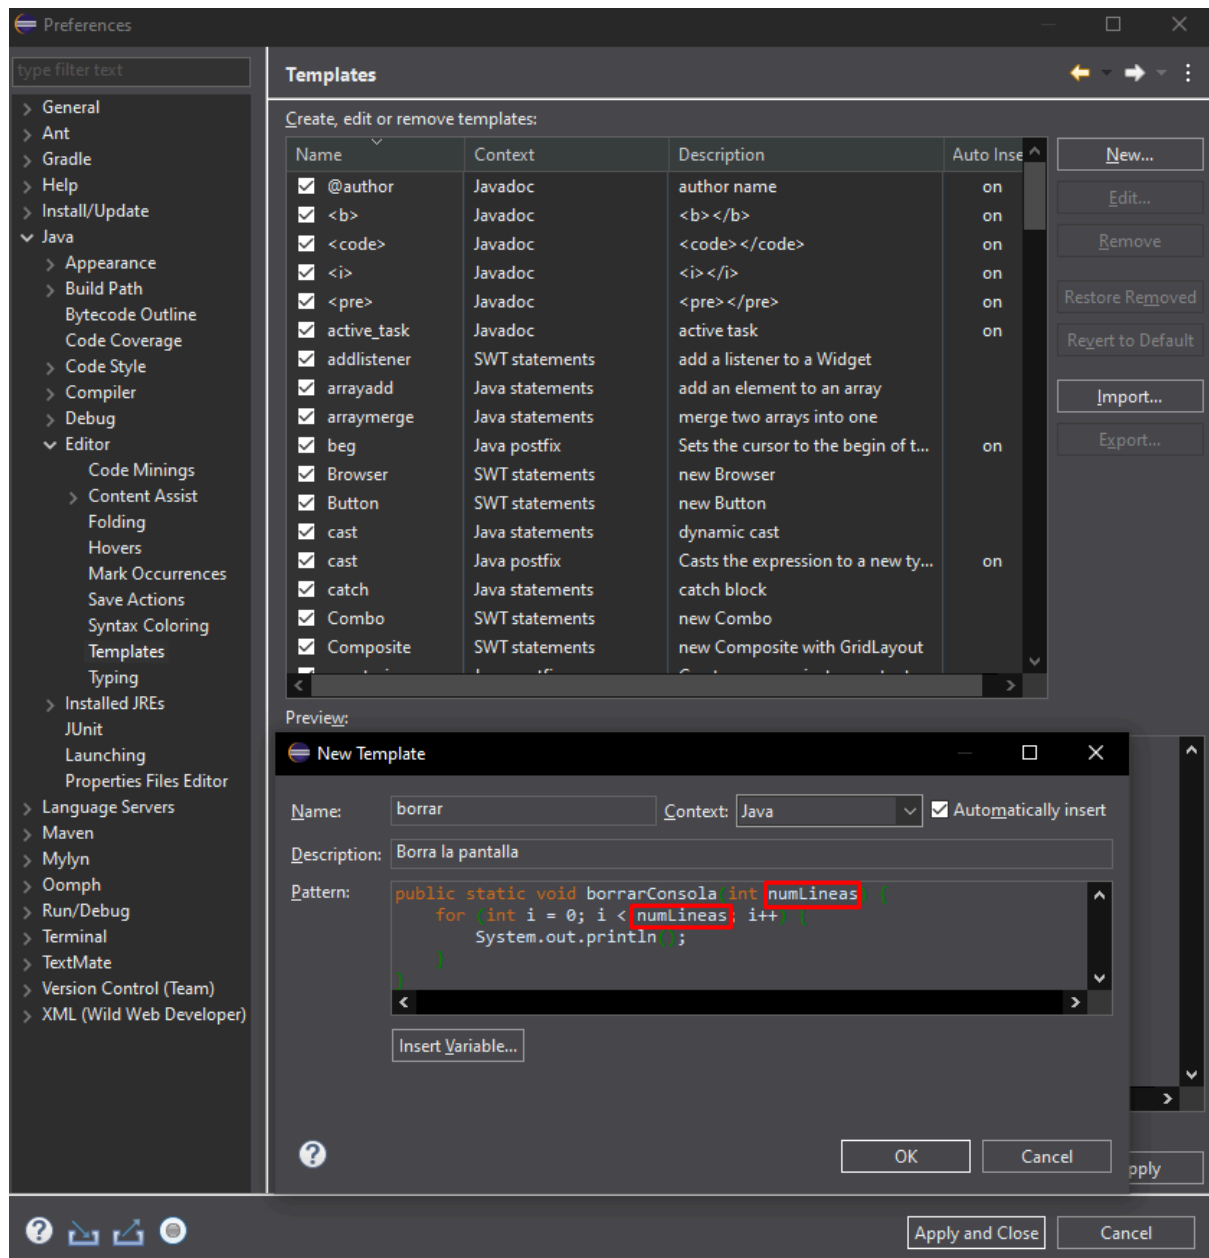 Preferences
type filter text
General
Ant
Gradle
Help
Install/Update
Java
Appearance
Build Path
Bytecode Outline
Code Coverage
Code Style
Compiler
Debug
Editor
Code Minings
Content Assist
Folding
Hovers
Mark Occurrences
Save Actions
Syntax Coloring
Templates
Typing
Installed JREs
JUnit
Launching
Properties Files Editor
Language Servers
Maven
Mylyn
Oomph
Run/Debug
Terminal
TextMate
Version Control (Team)
XML (Wild Web Developer)
Templates
Create, edit or remove templates:
Name Context Description Auto Inse
@author Javadoc author name on
<b> Javadoc <b></b> on
<code> Javadoc <code></code> on
<i> Javadoc <i></i> on
<pre> Javadoc <pre></pre> on
active_task Javadoc active task on
addlistener SWT statements add a listener to a Widget
arrayadd Java statements add an element to an array
arraymerge Java statements merge two arrays into one
beg Java postfix Sets the cursor to the begin of t... on
Browser SWT statements new Browser
Button SWT statements new Button
cast Java statements dynamic cast
cast Java postfix Casts the expression to a new ty... on
catch Java statements catch block
Combo SWT statements new Combo
Composite SWT statements new Composite with GridLayout
New...
Edit...
Remove
Restore Removed
Revert to Default
Import...
Export...
Preview:
New Template
Name: borrar Context: Java Automatically insert
Description: Borra la pantalla
Pattern: public static void borrarConsola(int numLineas) {
for (int i = 0; i < numLineas; i++) {
System.out.println();
}
}
Insert Variable...
OK Cancel
pply
Apply and Close Cancel